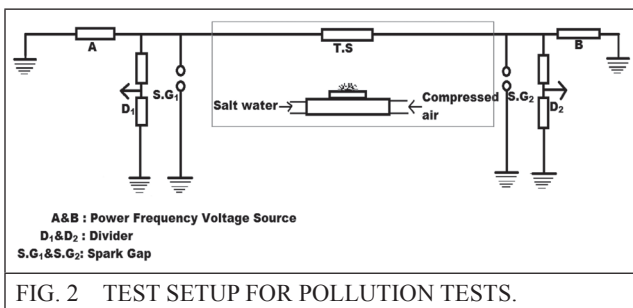 A
T.S
B
D₁
S.G₁
Salt water
Compressed
air
S.G₂
D₂
A&B : Power Frequency Voltage Source
D₁&D₂ : Divider
S.G₁&S.G₂: Spark Gap
FIG. 2 TEST SETUP FOR POLLUTION TESTS.